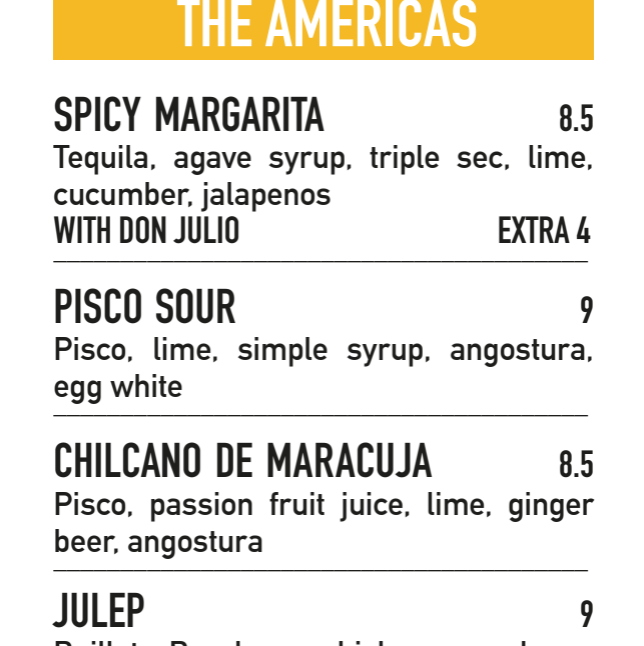 THE AMERICAS
SPICY MARGARITA 8.5
Tequila, agave syrup, triple sec, lime,
cucumber, jalapenos
WITH DON JULIO EXTRA 4
PISCO SOUR 9
Pisco, lime, simple syrup, angostura,
egg white
CHILCANO DE MARACUJA 8.5
Pisco, passion fruit juice, lime, ginger
beer, angostura
JULEP 9